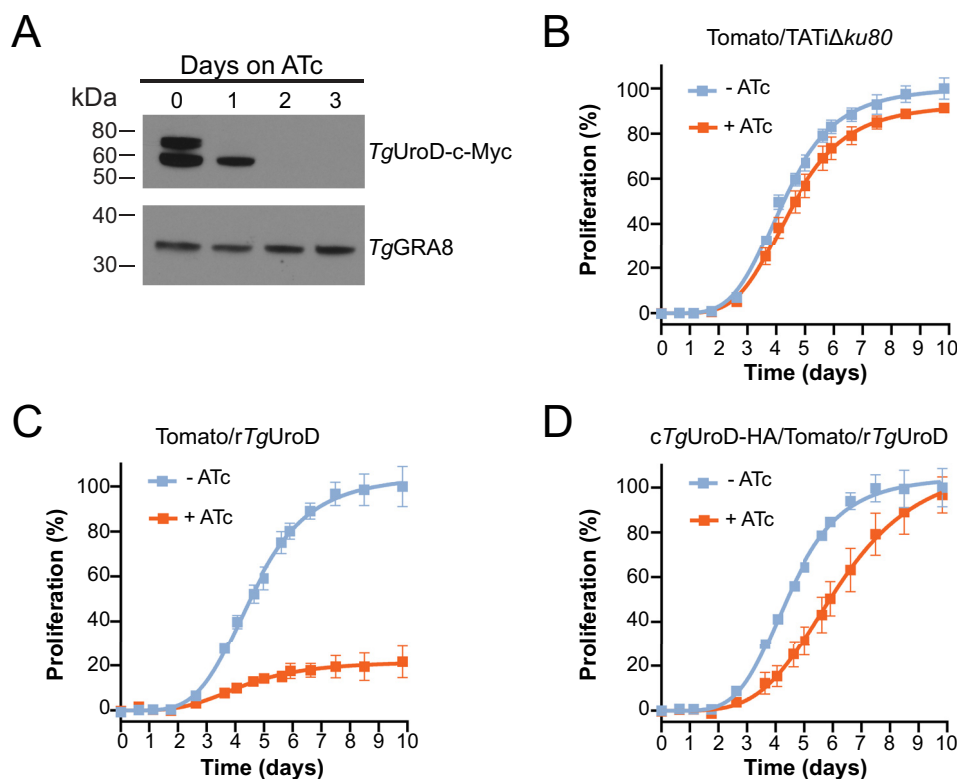 A
Days on ATc
kDa
0 1 2 3
80
60
50
TgUroD-c-Myc
40
30
TgGRA8
B
Tomato/TATiΔku80
- ATc
+ ATc
Proliferation (%)
100
80
60
40
20
0
0 1 2 3 4 5 6 7 8 9 10
Time (days)
C
Tomato/rTgUroD
- ATc
+ ATc
Proliferation (%)
100
80
60
40
20
0
0 1 2 3 4 5 6 7 8 9 10
Time (days)
D
cTgUroD-HA/Tomato/rTgUroD
- ATc
+ ATc
Proliferation (%)
100
80
60
40
20
0
0 1 2 3 4 5 6 7 8 9 10
Time (days)